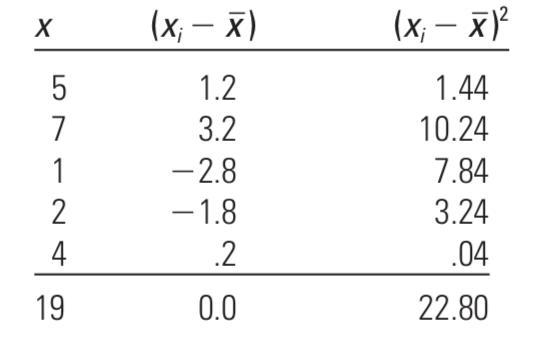 x (xᵢ − x̄) (xᵢ − x̄)²
5 1.2 1.44
7 3.2 10.24
1 −2.8 7.84
2 −1.8 3.24
4 .2 .04
19 0.0 22.80